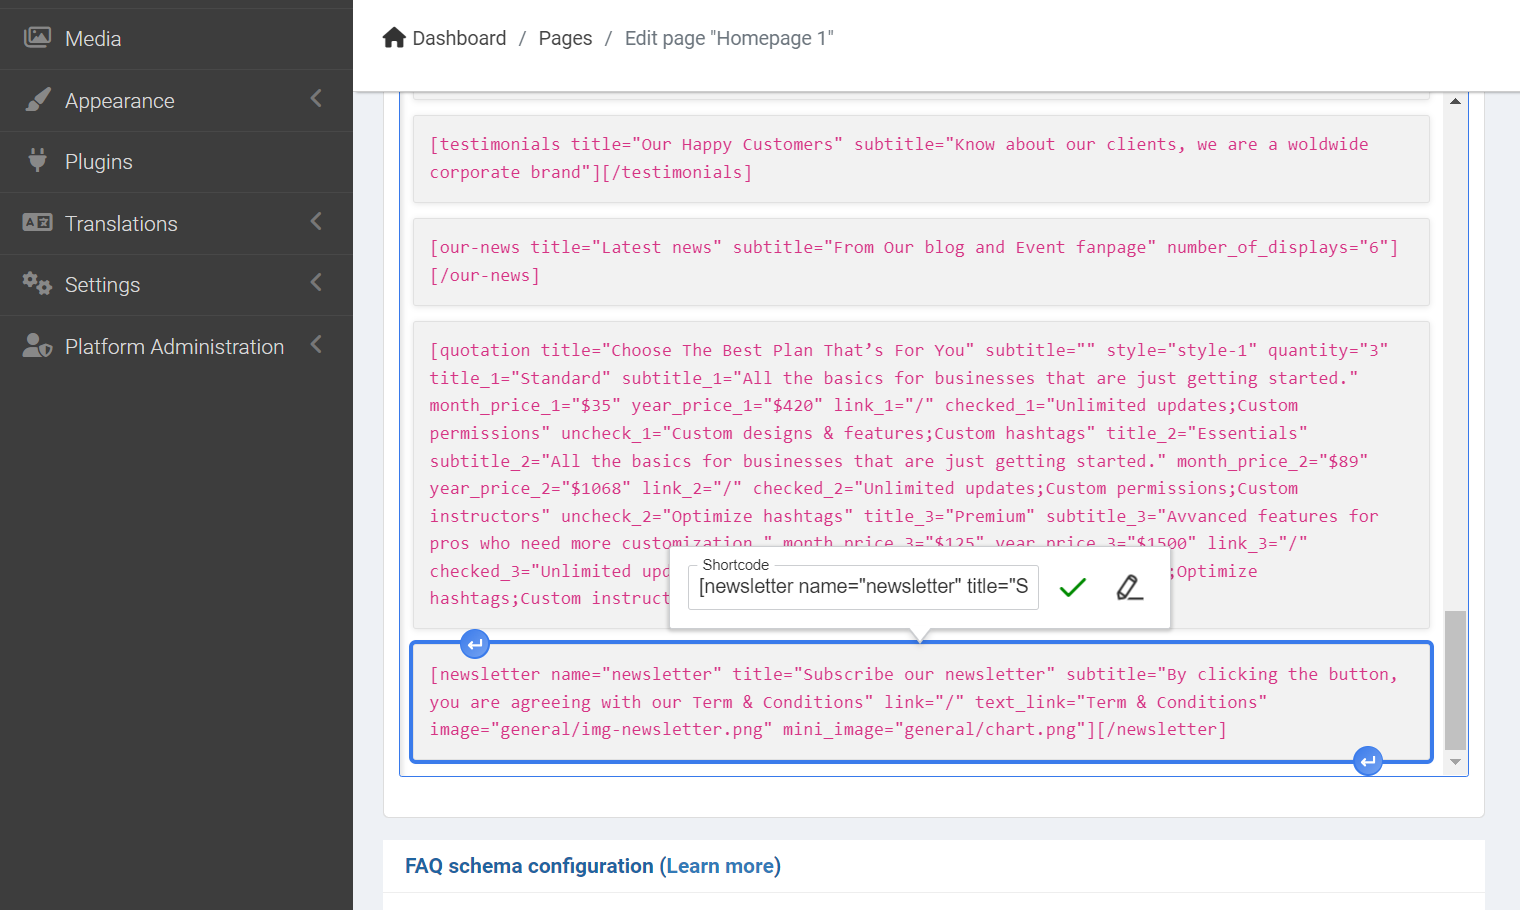 Media
Appearance
Plugins
Translations
Settings
Platform Administration
Dashboard / Pages / Edit page "Homepage 1"
[testimonials title="Our Happy Customers" subtitle="Know about our clients, we are a woldwide
corporate brand"][/testimonials]
[our-news title="Latest news" subtitle="From Our blog and Event fanpage" number_of_displays="6"]
[/our-news]
[quotation title="Choose The Best Plan That’s For You" subtitle="" style="style-1" quantity="3"
title_1="Standard" subtitle_1="All the basics for businesses that are just getting started."
month_price_1="$35" year_price_1="$420" link_1="/" checked_1="Unlimited updates;Custom
permissions" uncheck_1="Custom designs & features;Custom hashtags" title_2="Essentials"
subtitle_2="All the basics for businesses that are just getting started." month_price_2="$89"
year_price_2="$1068" link_2="/" checked_2="Unlimited updates;Custom permissions;Custom
instructors" uncheck_2="Optimize hashtags" title_3="Premium" subtitle_3="Avvanced features for
pros who need more customization." month_price_3="$125" year_price_3="$1500" link_3="/"
checked_3="Unlimited upd ;Optimize
hashtags;Custom instruct
Shortcode
[newsletter name="newsletter" title="S
[newsletter name="newsletter" title="Subscribe our newsletter" subtitle="By clicking the button,
you are agreeing with our Term & Conditions" link="/" text_link="Term & Conditions"
image="general/img-newsletter.png" mini_image="general/chart.png"][/newsletter]
FAQ schema configuration (Learn more)